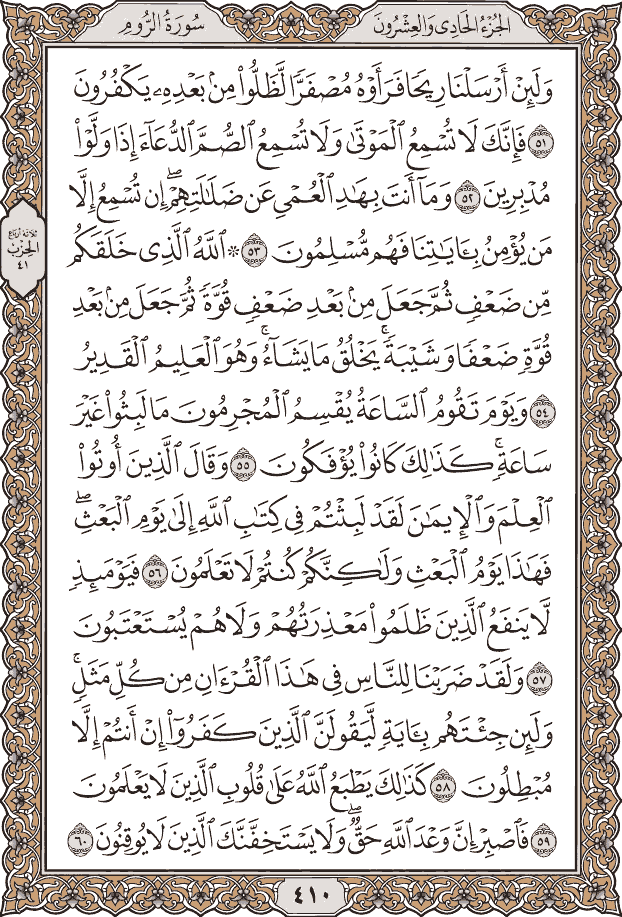 الجُزْءُ الحَادِى وَالعِشْرُونَ
سُورَةُ الرُّومِ
وَلَئِنْ أَرْسَلْنَا رِيحًا فَرَأَوْهُ مُصْفَرًّا لَّظَلُّوا۟ مِنۢ بَعْدِهِۦ يَكْفُرُونَ
٥١ فَإِنَّكَ لَا تُسْمِعُ ٱلْمَوْتَىٰ وَلَا تُسْمِعُ ٱلصُّمَّ ٱلدُّعَآءَ إِذَا وَلَّوْا۟
مُدْبِرِينَ ٥٢ وَمَآ أَنتَ بِهَـٰدِ ٱلْعُمْىِ عَن ضَلَـٰلَتِهِمْ ۖ إِن تُسْمِعُ إِلَّا
مَن يُؤْمِنُ بِـَٔايَـٰتِنَا فَهُم مُّسْلِمُونَ ٥٣ ۞ ٱللَّهُ ٱلَّذِى خَلَقَكُم
مِّن ضَعْفٍ ثُمَّ جَعَلَ مِنۢ بَعْدِ ضَعْفٍ قُوَّةً ثُمَّ جَعَلَ مِنۢ بَعْدِ
قُوَّةٍ ضَعْفًا وَشَيْبَةً ۚ يَخْلُقُ مَا يَشَآءُ ۖ وَهُوَ ٱلْعَلِيمُ ٱلْقَدِيرُ
٥٤ وَيَوْمَ تَقُومُ ٱلسَّاعَةُ يُقْسِمُ ٱلْمُجْرِمُونَ مَا لَبِثُوا۟ غَيْرَ
سَاعَةٍ ۚ كَذَٰلِكَ كَانُوا۟ يُؤْفَكُونَ ٥٥ وَقَالَ ٱلَّذِينَ أُوتُوا۟
ٱلْعِلْمَ وَٱلْإِيمَـٰنَ لَقَدْ لَبِثْتُمْ فِى كِتَـٰبِ ٱللَّهِ إِلَىٰ يَوْمِ ٱلْبَعْثِ ۖ
فَهَـٰذَا يَوْمُ ٱلْبَعْثِ وَلَـٰكِنَّكُمْ كُنتُمْ لَا تَعْلَمُونَ ٥٦ فَيَوْمَئِذٍ
لَّا يَنفَعُ ٱلَّذِينَ ظَلَمُوا۟ مَعْذِرَتُهُمْ وَلَا هُمْ يُسْتَعْتَبُونَ
٥٧ وَلَقَدْ ضَرَبْنَا لِلنَّاسِ فِى هَـٰذَا ٱلْقُرْءَانِ مِن كُلِّ مَثَلٍ ۚ
وَلَئِن جِئْتَهُم بِـَٔايَةٍ لَّيَقُولَنَّ ٱلَّذِينَ كَفَرُوٓا۟ إِنْ أَنتُمْ إِلَّا
مُبْطِلُونَ ٥٨ كَذَٰلِكَ يَطْبَعُ ٱللَّهُ عَلَىٰ قُلُوبِ ٱلَّذِينَ لَا يَعْلَمُونَ
٥٩ فَٱصْبِرْ إِنَّ وَعْدَ ٱللَّهِ حَقٌّ ۖ وَلَا يَسْتَخِفَّنَّكَ ٱلَّذِينَ لَا يُوقِنُونَ ٦٠
ثلاثة أرباع
الحزب
٤١
٤١٠